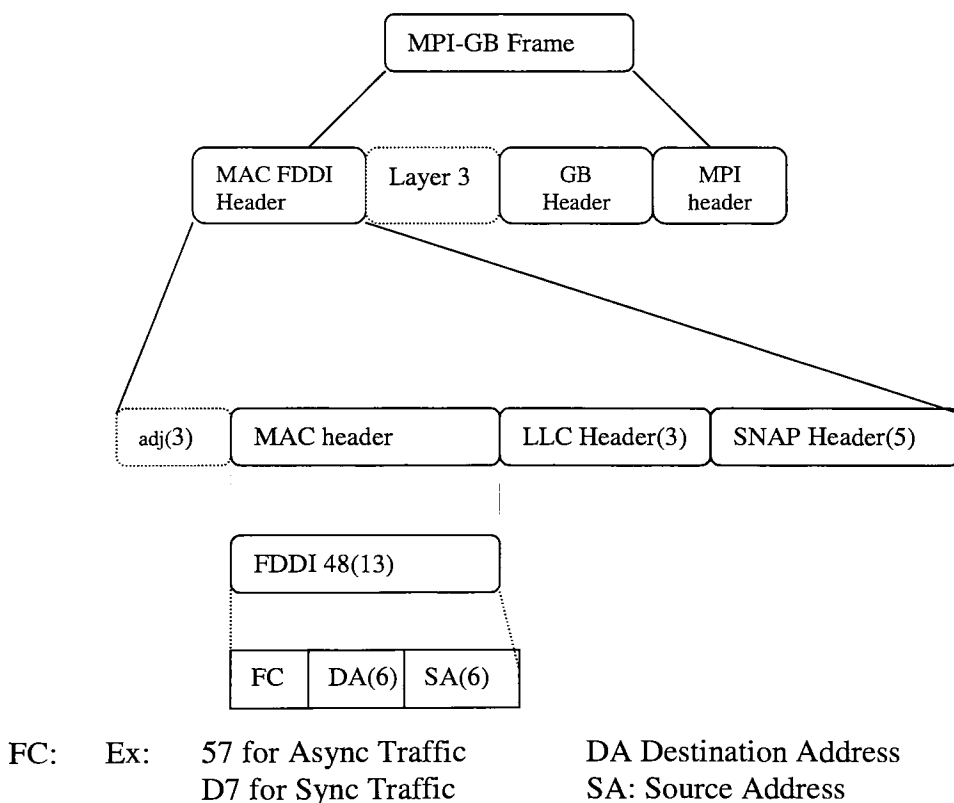 MPI-GB Frame
MAC FDDI Header
Layer 3
GB Header
MPI header
adj(3)
MAC header
LLC Header(3)
SNAP Header(5)
FDDI 48(13)
FC
DA(6)
SA(6)
FC: Ex: 57 for Async Traffic DA Destination Address
D7 for Sync Traffic SA: Source Address